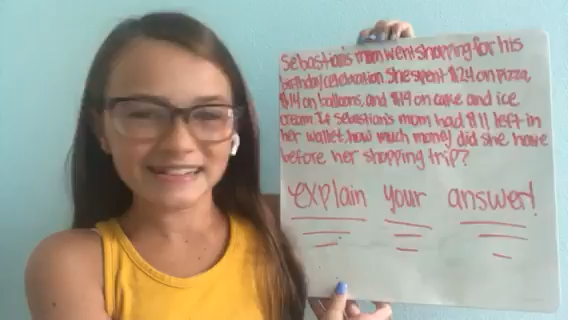 Sebastian's mom went shopping for his
birthday celebration. She spent $24 on pizza,
$14 on balloons, and $19 on cake and ice
cream. If Sebastian's mom had $11 left in
her wallet, how much money did she have
before her shopping trip?
explain your answer!